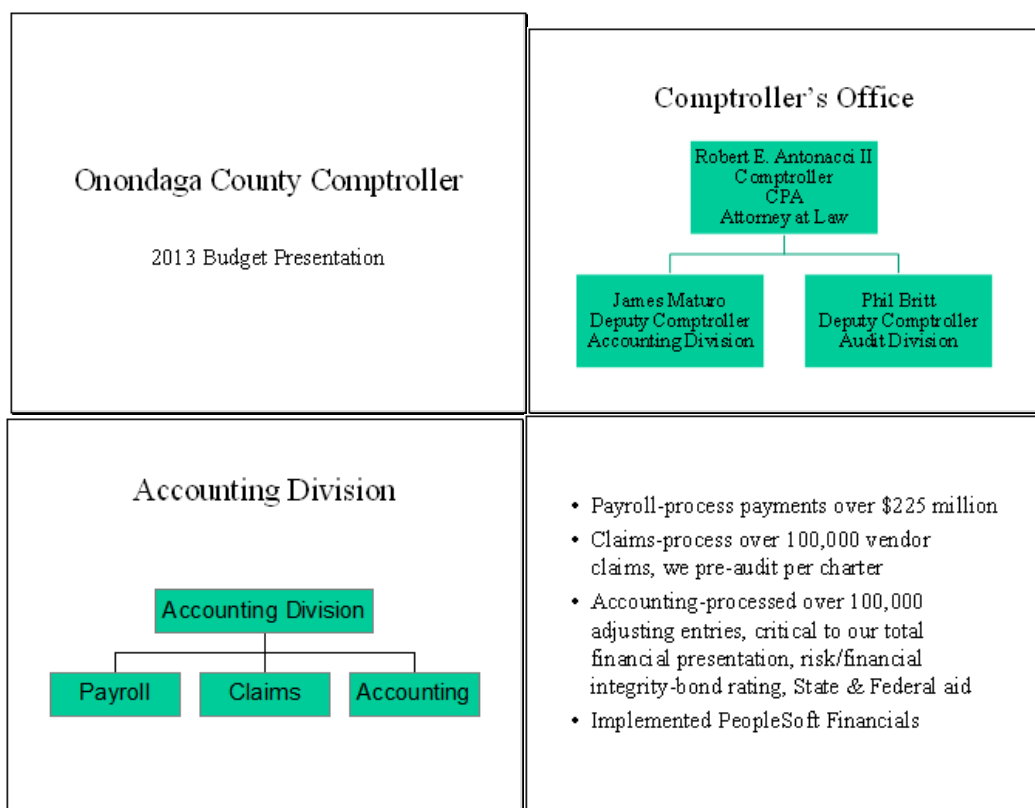 Onondaga County Comptroller
2013 Budget Presentation
Comptroller's Office
Robert E. Antonacci II
Comptroller
CPA
Attorney at Law
James Maturo
Deputy Comptroller
Accounting Division
Phil Britt
Deputy Comptroller
Audit Division
Accounting Division
Accounting Division
Payroll
Claims
Accounting
• Payroll-process payments over $225 million
• Claims-process over 100,000 vendor
claims, we pre-audit per charter
• Accounting-processed over 100,000
adjusting entries, critical to our total
financial presentation, risk/financial
integrity-bond rating, State & Federal aid
• Implemented PeopleSoft Financials